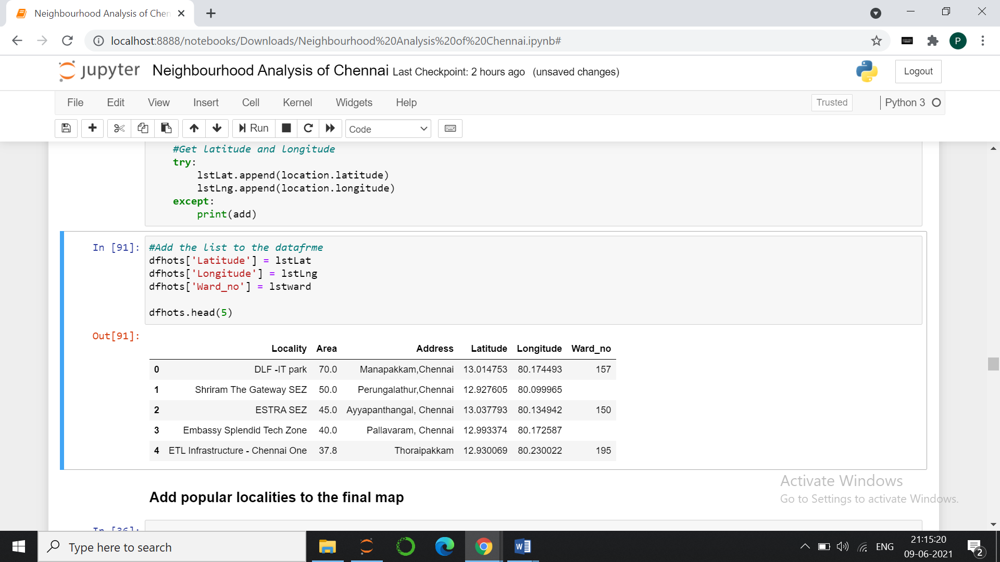 Neighbourhood Analysis of Chen
localhost:8888/notebooks/Downloads/Neighbourhood%20Analysis%20of%20Chennai.ipynb#
P
jupyter Neighbourhood Analysis of Chennai Last Checkpoint: 2 hours ago (unsaved changes)
Logout
File Edit View Insert Cell Kernel Widgets Help Trusted Python 3
Run Code
#Get latitude and longitude
try:
lstLat.append(location.latitude)
lstLng.append(location.longitude)
except:
print(add)
In [91]: #Add the list to the datafrme
dfhots['Latitude'] = lstLat
dfhots['Longitude'] = lstLng
dfhots['Ward_no'] = lstward
dfhots.head(5)
Out[91]:
Locality Area Address Latitude Longitude Ward_no
0 DLF -IT park 70.0 Manapakkam,Chennai 13.014753 80.174493 157
1 Shriram The Gateway SEZ 50.0 Perungalathur,Chennai 12.927605 80.099965
2 ESTRA SEZ 45.0 Ayyapanthangal, Chennai 13.037793 80.134942 150
3 Embassy Splendid Tech Zone 40.0 Pallavaram, Chennai 12.993374 80.172587
4 ETL Infrastructure - Chennai One 37.8 Thoraipakkam 12.930069 80.230022 195
Activate Windows
Go to Settings to activate Windows.
Add popular localities to the final map
In [36]:
Type here to search
W
ENG
21:15:20
09-06-2021
2